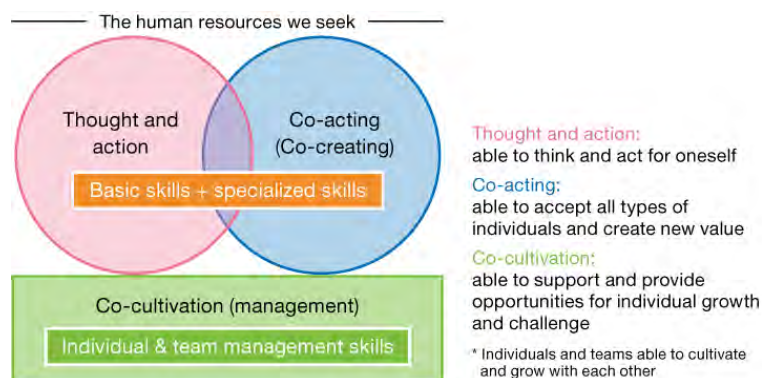 The human resources we seek
Thought and
action
Co-acting
(Co-creating)
Basic skills + specialized skills
Co-cultivation (management)
Individual & team management skills
Thought and action:
able to think and act for oneself
Co-acting:
able to accept all types of
individuals and create new value
Co-cultivation:
able to support and provide
opportunities for individual growth
and challenge
* Individuals and teams able to cultivate
and grow with each other